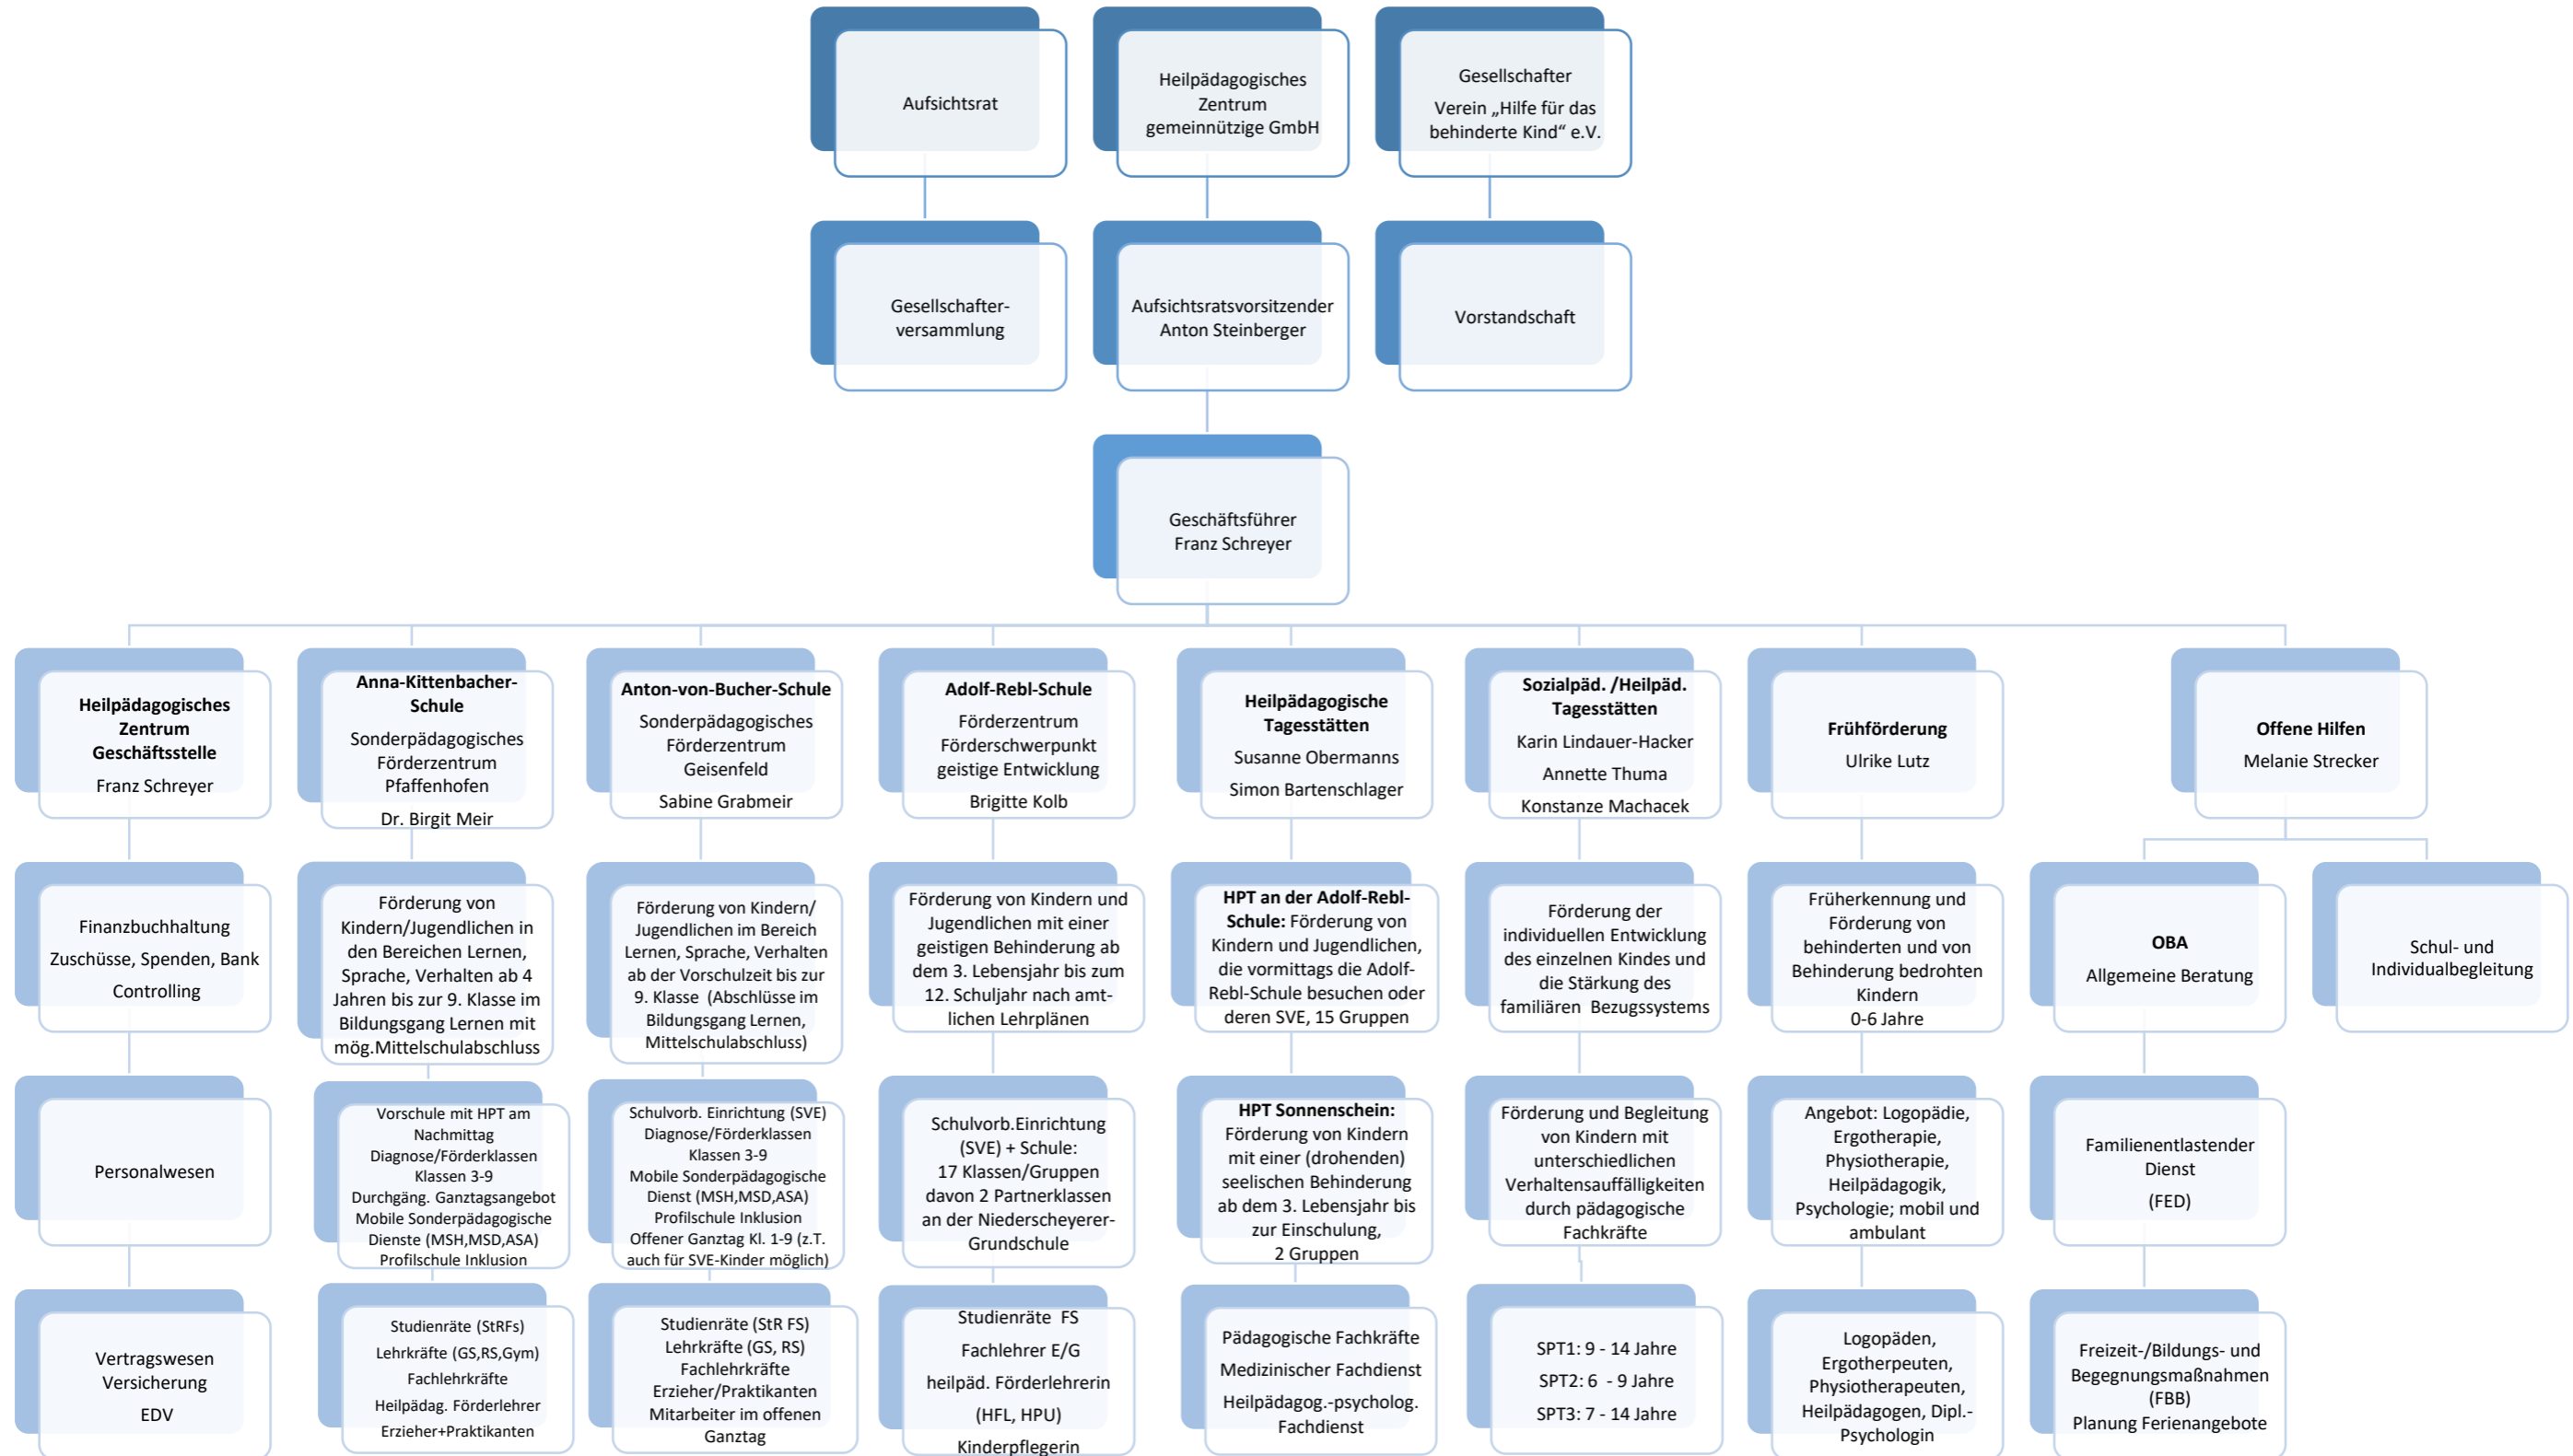 Aufsichtsrat
Heilpädagogisches
Zentrum
gemeinnützige GmbH
Gesellschafter
Verein „Hilfe für das
behinderte Kind“ e.V.
Gesellschafter-
versammlung
Aufsichtsratsvorsitzender
Anton Steinberger
Vorstandschaft
Geschäftsführer
Franz Schreyer
Heilpädagogisches
Zentrum
Geschäftsstelle
Franz Schreyer
Anna-Kittenbacher-
Schule
Sonderpädagogisches
Förderzentrum
Pfaffenhofen
Dr. Birgit Meir
Anton-von-Bucher-Schule
Sonderpädagogisches
Förderzentrum
Geisenfeld
Sabine Grabmeir
Adolf-Rebl-Schule
Förderzentrum
Förderschwerpunkt
geistige Entwicklung
Brigitte Kolb
Heilpädagogische
Tagesstätten
Susanne Obermanns
Simon Bartenschlager
Sozialpäd. /Heilpäd.
Tagesstätten
Karin Lindauer-Hacker
Annette Thuma
Konstanze Machacek
Frühförderung
Ulrike Lutz
Offene Hilfen
Melanie Strecker
Finanzbuchhaltung
Zuschüsse, Spenden, Bank
Controlling
Förderung von
Kindern/Jugendlichen in
den Bereichen Lernen,
Sprache, Verhalten ab 4
Jahren bis zur 9. Klasse im
Bildungsgang Lernen mit
mög.Mittelschulabschluss
Förderung von Kindern/
Jugendlichen im Bereich
Lernen, Sprache, Verhalten
ab der Vorschulzeit bis zur
9. Klasse (Abschlüsse im
Bildungsgang Lernen,
Mittelschulabschluss)
Förderung von Kindern und
Jugendlichen mit einer
geistigen Behinderung ab
dem 3. Lebensjahr bis zum
12. Schuljahr nach amt-
lichen Lehrplänen
HPT an der Adolf-Rebl-
Schule: Förderung von
Kindern und Jugendlichen,
die vormittags die Adolf-
Rebl-Schule besuchen oder
deren SVE, 15 Gruppen
Förderung der
individuellen Entwicklung
des einzelnen Kindes und
die Stärkung des
familiären Bezugssystems
Früherkennung und
Förderung von
behinderten und von
Behinderung bedrohten
Kindern
0-6 Jahre
OBA
Allgemeine Beratung
Schul- und
Individualbegleitung
Personalwesen
Vorschule mit HPT am
Nachmittag
Diagnose/Förderklassen
Klassen 3-9
Durchgäng. Ganztagsangebot
Mobile Sonderpädagogische
Dienste (MSH,MSD,ASA)
Profilschule Inklusion
Schulvorb. Einrichtung (SVE)
Diagnose/Förderklassen
Klassen 3-9
Mobile Sonderpädagogische
Dienst (MSH,MSD,ASA)
Profilschule Inklusion
Offener Ganztag Kl. 1-9 (z.T.
auch für SVE-Kinder möglich)
Schulvorb.Einrichtung
(SVE) + Schule:
17 Klassen/Gruppen
davon 2 Partnerklassen
an der Niederscheyerer-
Grundschule
HPT Sonnenschein:
Förderung von Kindern
mit einer (drohenden)
seelischen Behinderung
ab dem 3. Lebensjahr bis
zur Einschulung,
2 Gruppen
Förderung und Begleitung
von Kindern mit
unterschiedlichen
Verhaltensauffälligkeiten
durch pädagogische
Fachkräfte
Angebot: Logopädie,
Ergotherapie,
Physiotherapie,
Heilpädagogik,
Psychologie; mobil und
ambulant
Familienentlastender
Dienst
(FED)
Vertragswesen
Versicherung
EDV
Studienräte (StRFs)
Lehrkräfte (GS,RS,Gym)
Fachlehrkräfte
Heilpädag. Förderlehrer
Erzieher+Praktikanten
Studienräte (StR FS)
Lehrkräfte (GS, RS)
Fachlehrkräfte
Erzieher/Praktikanten
Mitarbeiter im offenen
Ganztag
Studienräte FS
Fachlehrer E/G
heilpäd. Förderlehrerin
(HFL, HPU)
Kinderpflegerin
Pädagogische Fachkräfte
Medizinischer Fachdienst
Heilpädagog.-psycholog.
Fachdienst
SPT1: 9 - 14 Jahre
SPT2: 6 - 9 Jahre
SPT3: 7 - 14 Jahre
Logopäden,
Ergotherpeuten,
Physiotherapeuten,
Heilpädagogen, Dipl.-
Psychologin
Freizeit-/Bildungs- und
Begegnungsmaßnahmen
(FBB)
Planung Ferienangebote